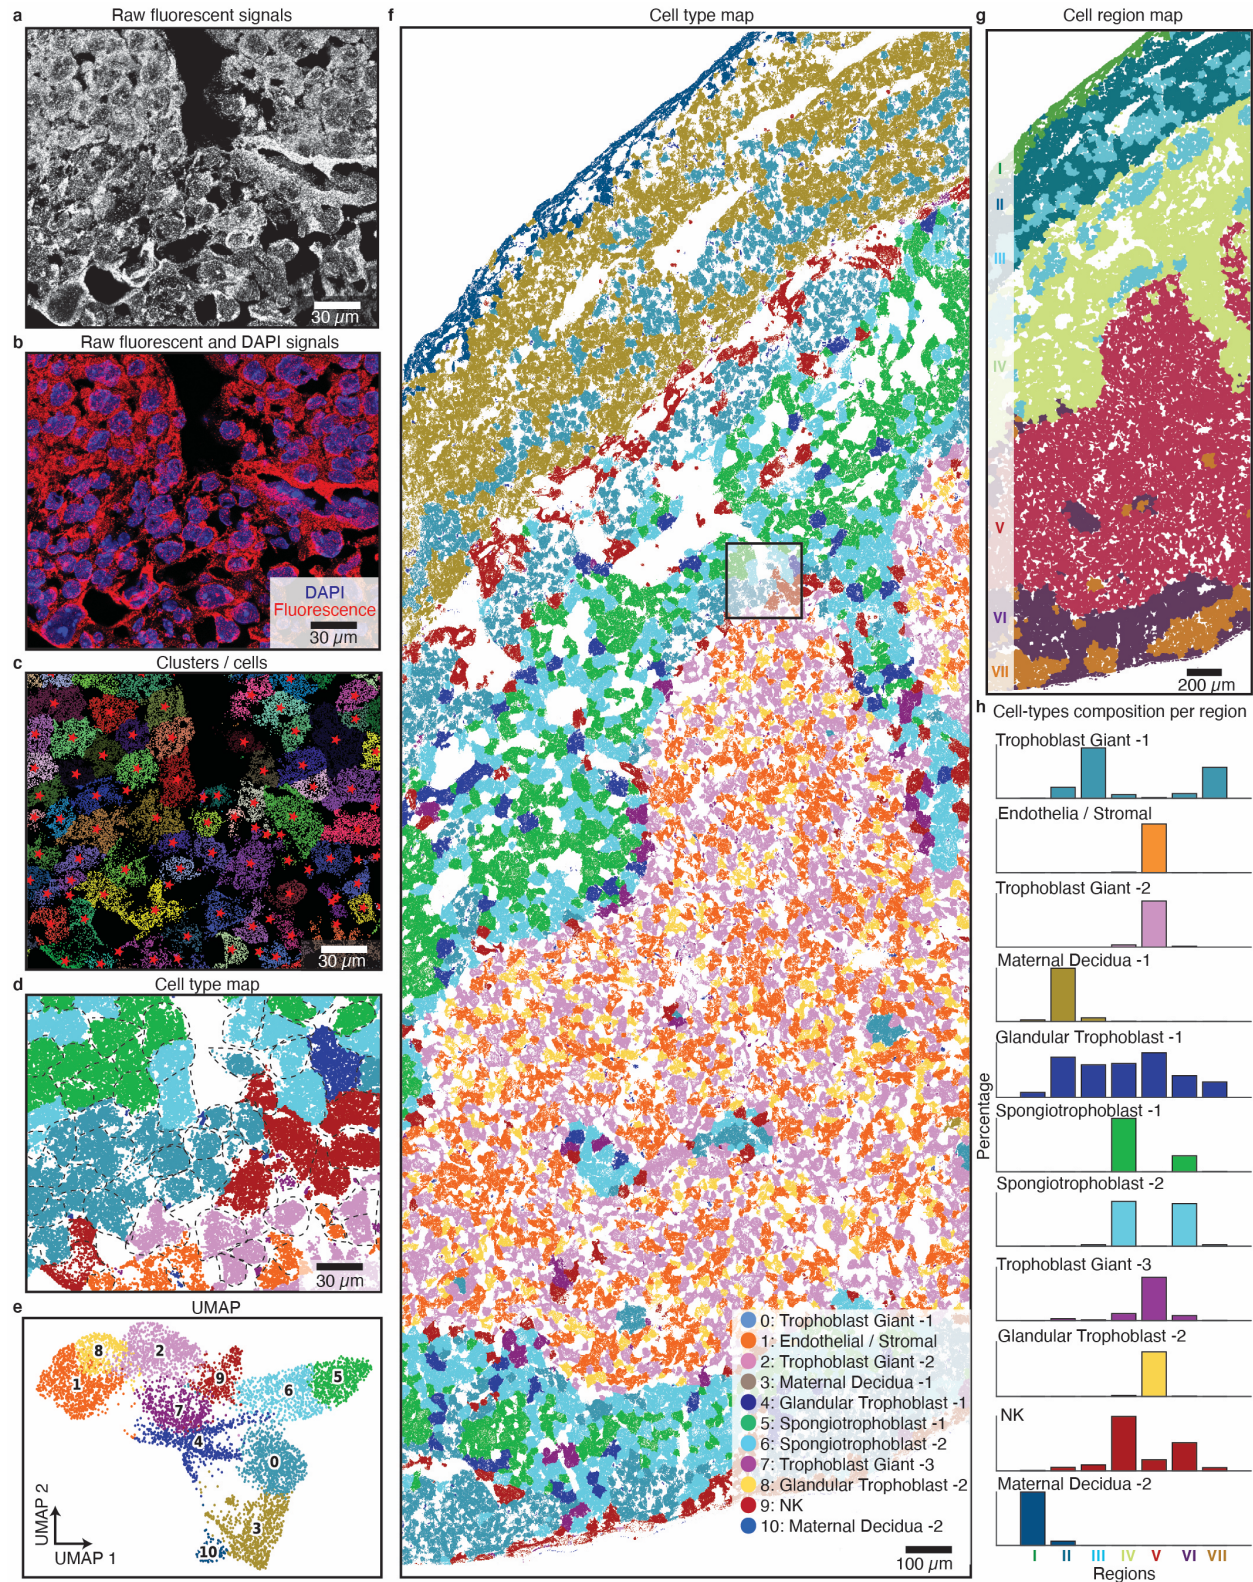 a Raw fluorescent signals
30 µm
b Raw fluorescent and DAPI signals
DAPI
Fluorescence
30 µm
c Clusters / cells
30 µm
d Cell type map
30 µm
e UMAP
8
2
1
9
5
6
7
4
0
3
10
UMAP 2
UMAP 1
f Cell type map
0: Trophoblast Giant -1
1: Endothelial / Stromal
2: Trophoblast Giant -2
3: Maternal Decidua -1
4: Glandular Trophoblast -1
5: Spongiotrophoblast -1
6: Spongiotrophoblast -2
7: Trophoblast Giant -3
8: Glandular Trophoblast -2
9: NK
10: Maternal Decidua -2
100 µm
g Cell region map
I
II
III
IV
V
VI
VII
200 µm
h Cell-types composition per region
Trophoblast Giant -1
Endothelia / Stromal
Trophoblast Giant -2
Maternal Decidua -1
Glandular Trophoblast -1
Spongiotrophoblast -1
Spongiotrophoblast -2
Trophoblast Giant -3
Glandular Trophoblast -2
NK
Maternal Decidua -2
Percentage
I II III IV V VI VII
Regions